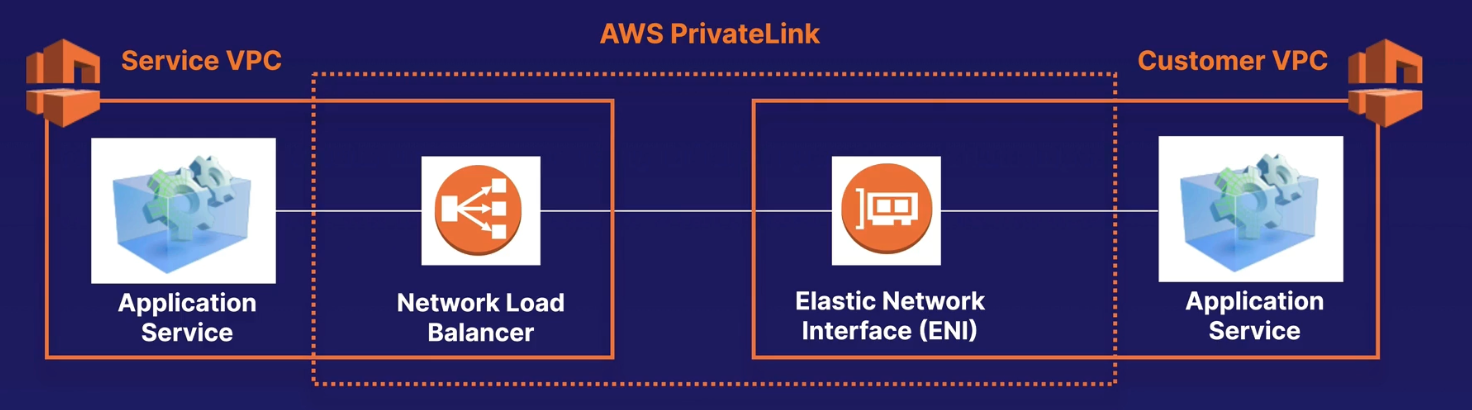 AWS PrivateLink
Service VPC
Customer VPC
Application
Service
Network Load
Balancer
Elastic Network
Interface (ENI)
Application
Service